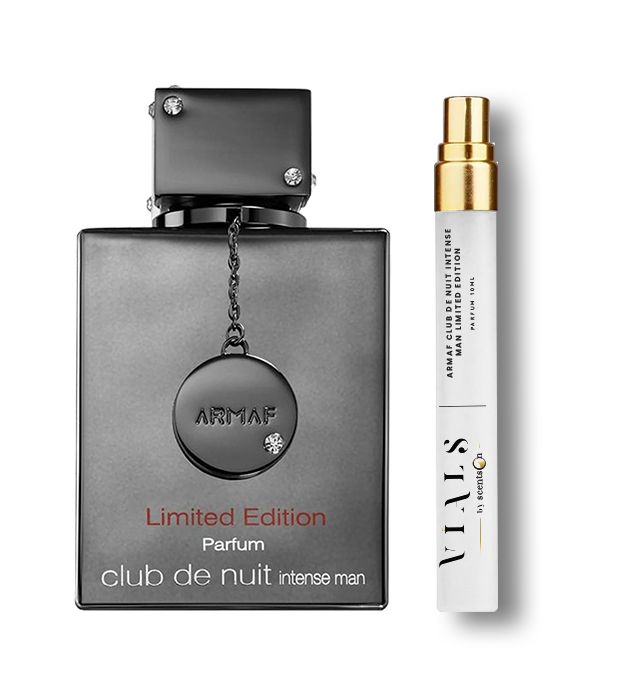 ARMAF
Limited Edition
Parfum
club de nuit intense man
ARMAF CLUB DE NUIT INTENSE
MAN LIMITED EDITION
PARFUM 10ML
VIALS
by scentsOn